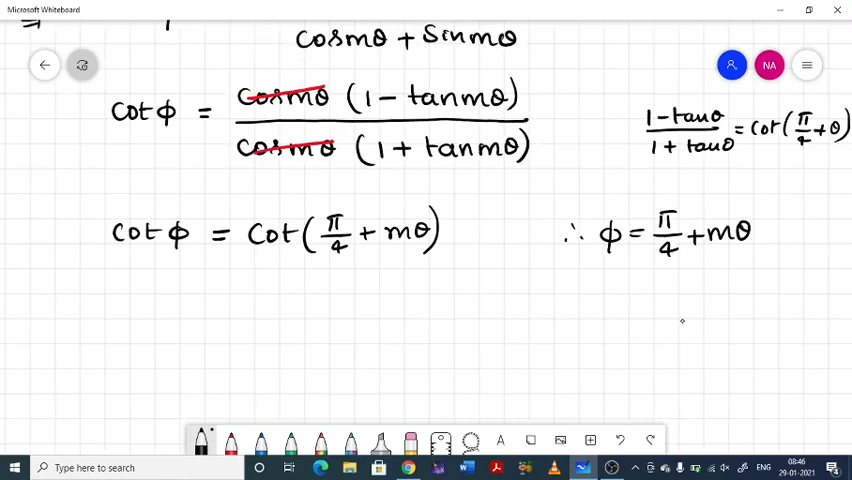 Microsoft Whiteboard
cosmθ + Sinmθ
NA
cotϕ = cosmθ (1 - tanmθ) / cosmθ (1 + tanmθ)
1 - tanθ / 1 + tanθ = cot(π/4 + θ)
cotϕ = cot(π/4 + mθ)
∴ ϕ = π/4 + mθ
A
Type here to search
ENG
08:46
29-01-2021